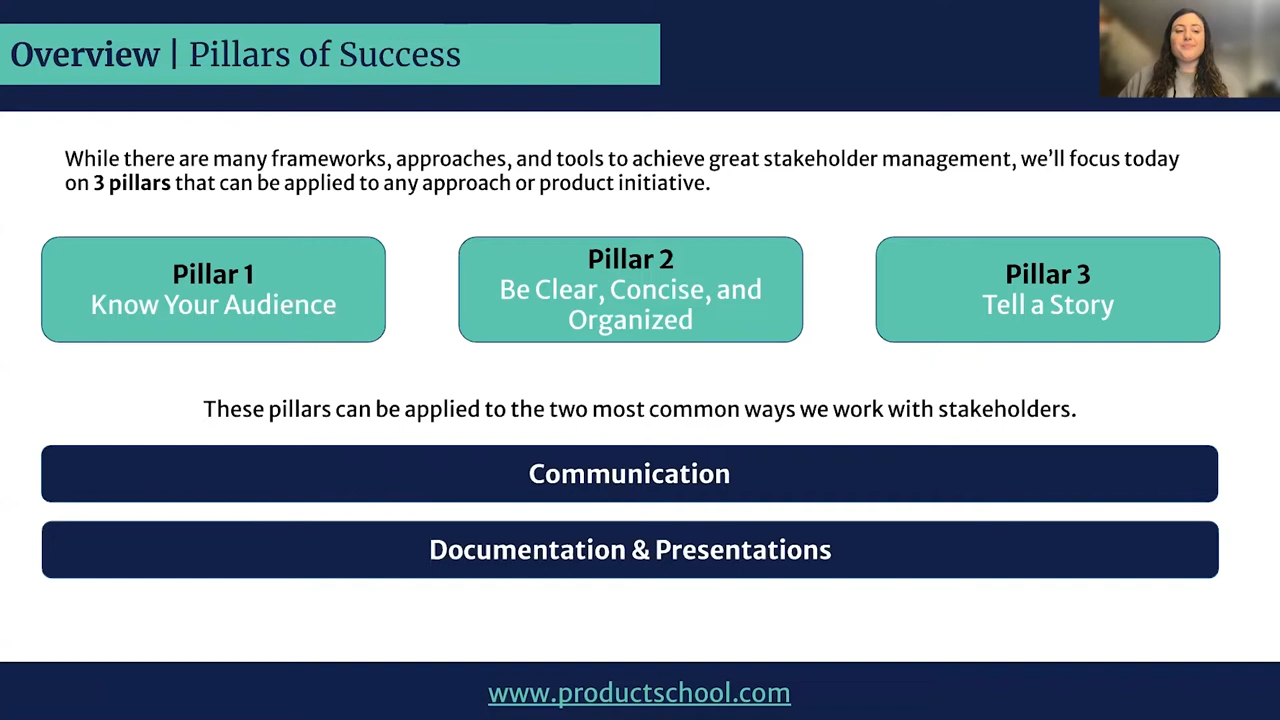 Overview | Pillars of Success
While there are many frameworks, approaches, and tools to achieve great stakeholder management, we’ll focus today
on 3 pillars that can be applied to any approach or product initiative.
Pillar 1
Know Your Audience
Pillar 2
Be Clear, Concise, and
Organized
Pillar 3
Tell a Story
These pillars can be applied to the two most common ways we work with stakeholders.
Communication
Documentation & Presentations
www.productschool.com